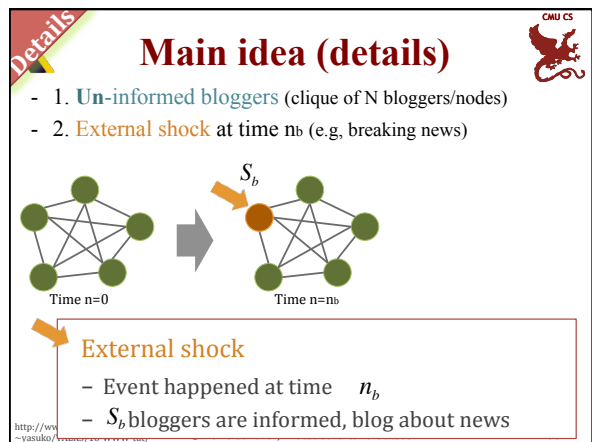 Details
CMU CS
Main idea (details)
- 1. Un-informed bloggers (clique of N bloggers/nodes)
- 2. External shock at time nb (e.g, breaking news)
Sb
Time n=0
Time n=nb
External shock
– Event happened at time nb
– Sb bloggers are informed, blog about news
http://ww